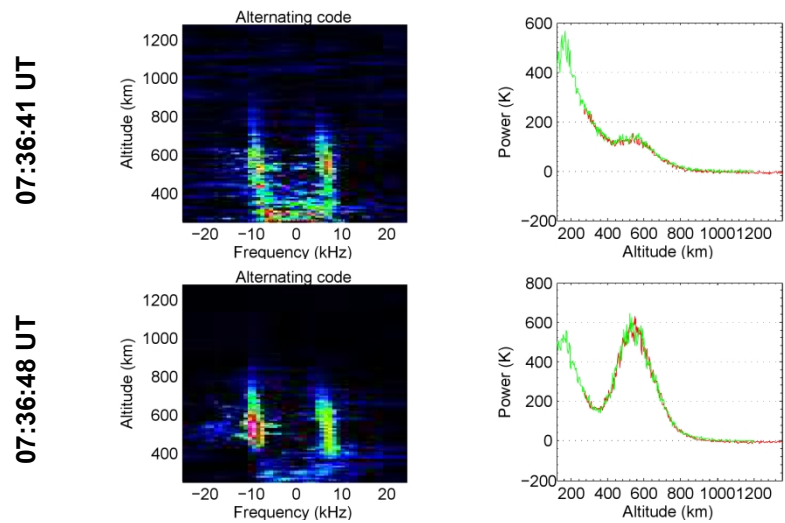 07:36:41 UT
Alternating code
1200
1000
800
600
400
Altitude (km)
−20 −10 0 10 20
Frequency (kHz)
600
400
200
0
−200
Power (K)
200 400 600 800 10001200
Altitude (km)
07:36:48 UT
Alternating code
1200
1000
800
600
400
Altitude (km)
−20 −10 0 10 20
Frequency (kHz)
800
600
400
200
0
−200
Power (K)
200 400 600 800 10001200
Altitude (km)